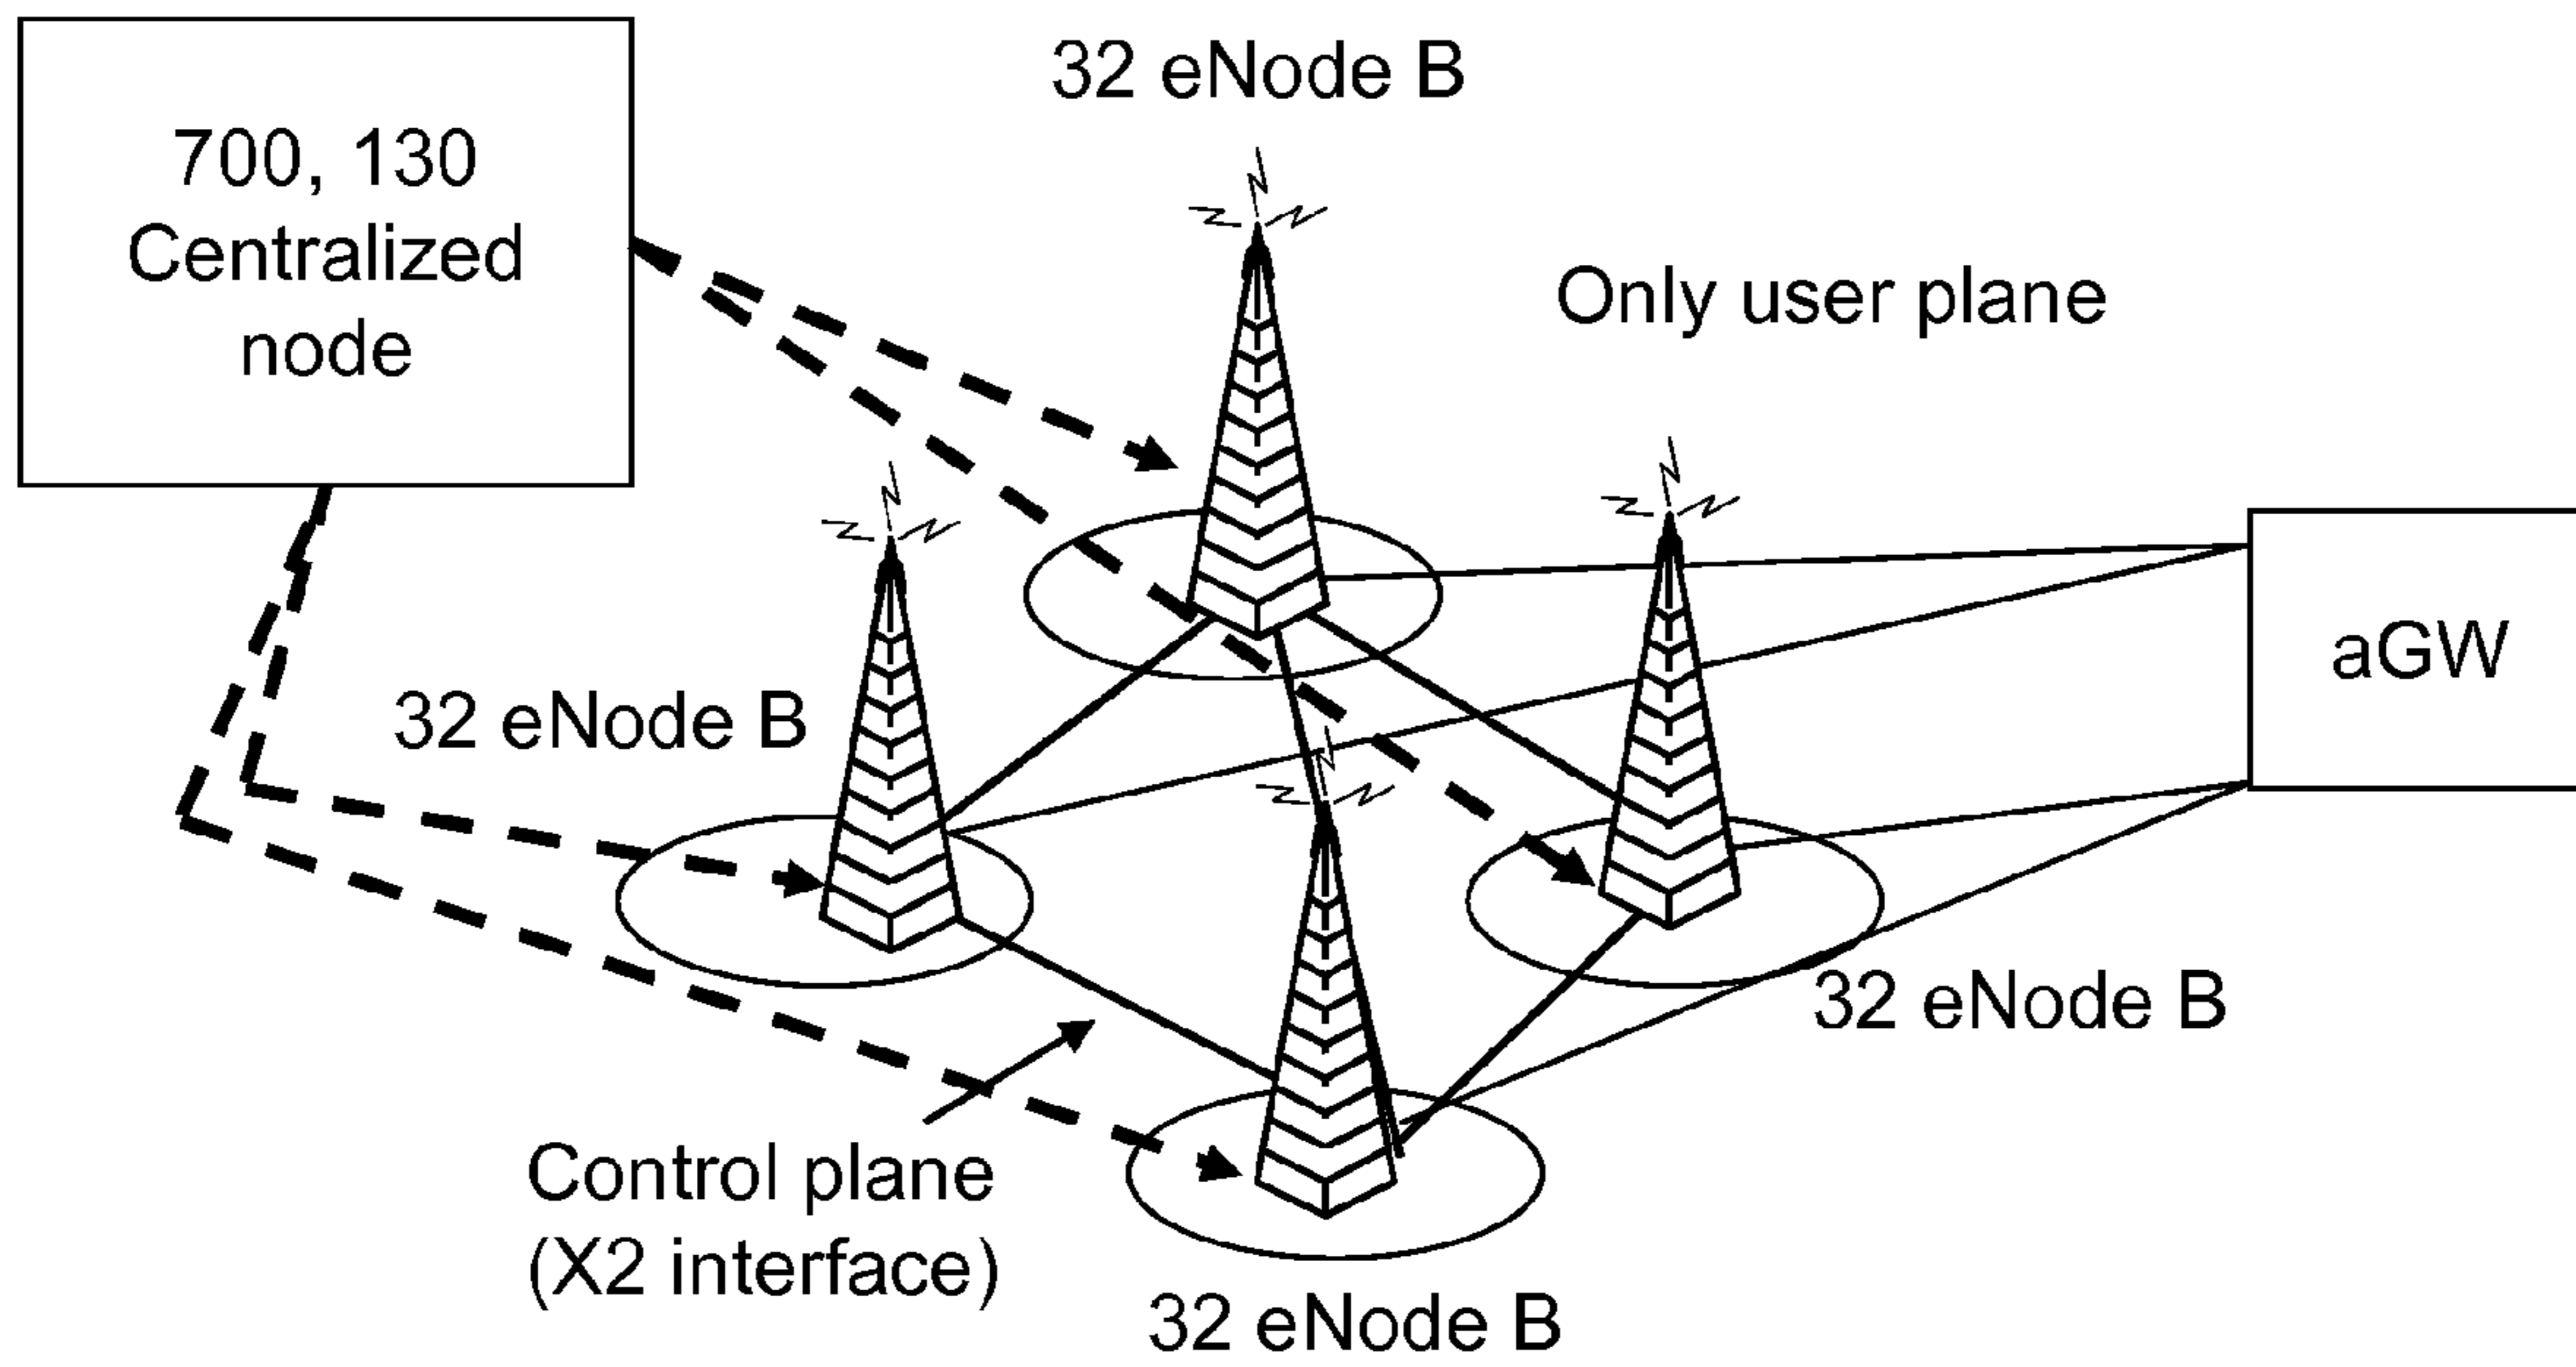 32 eNode B
700, 130
Centralized
node
Only user plane
aGW
32 eNode B
32 eNode B
Control plane
(X2 interface)
32 eNode B